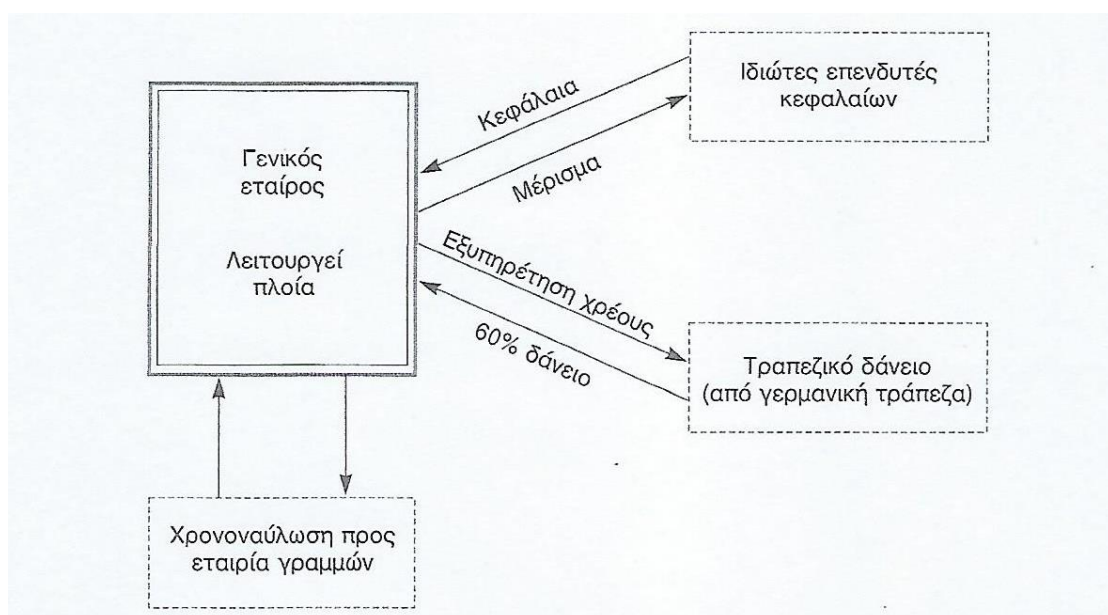 Γενικός
εταίρος
Λειτουργεί
πλοία
Κεφάλαια
Μέρισμα
Ιδιώτες επενδυτές
κεφαλαίων
Εξυπηρέτηση χρέους
60% δάνειο
Τραπεζικό δάνειο
(από γερμανική τράπεζα)
Χρονοναύλωση προς
εταιρία γραμμών